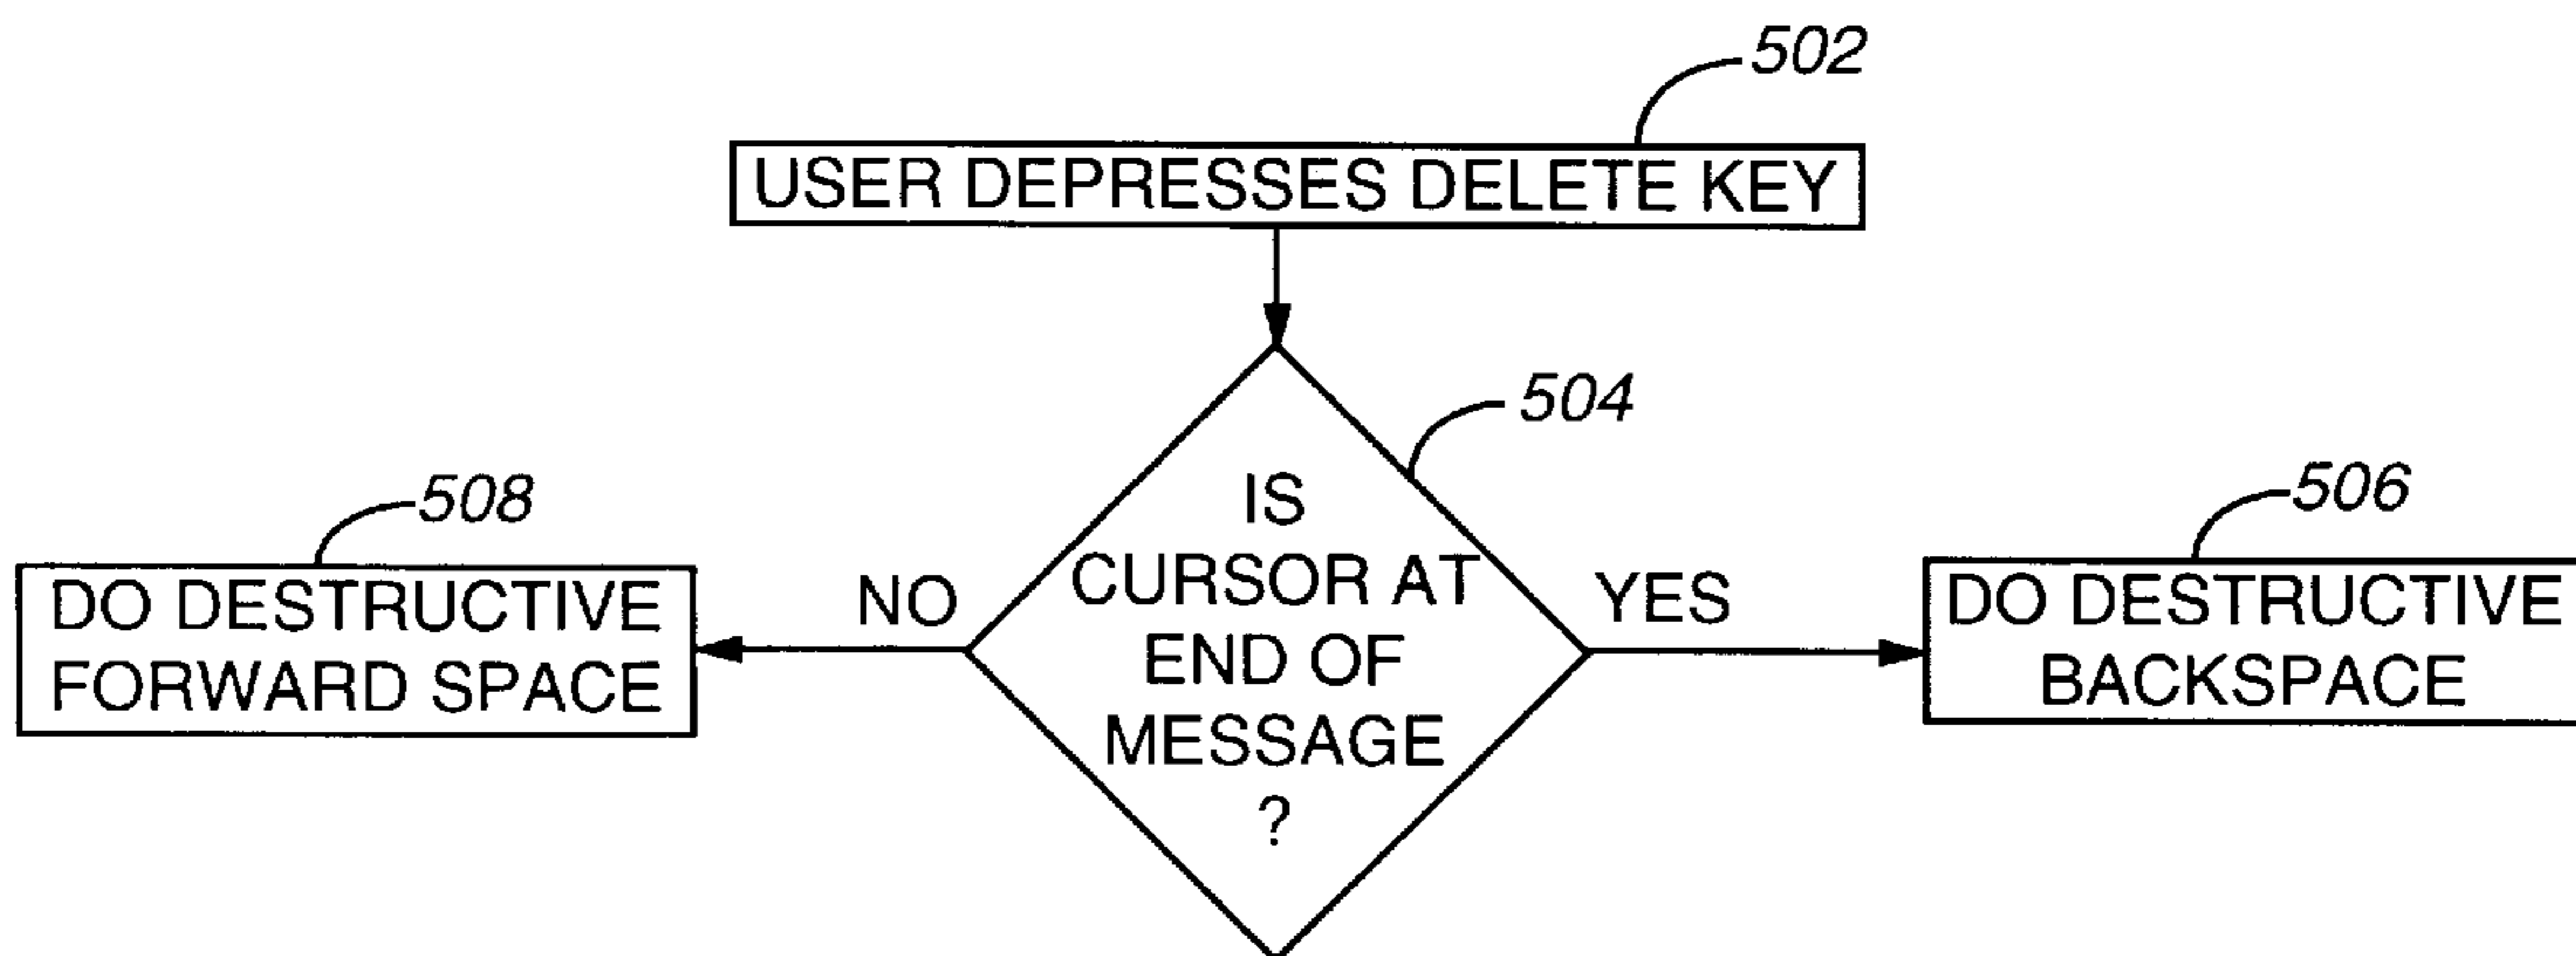 502
USER DEPRESSES DELETE KEY
504
IS
CURSOR AT
END OF
MESSAGE
?
508
NO
DO DESTRUCTIVE
FORWARD SPACE
506
YES
DO DESTRUCTIVE
BACKSPACE